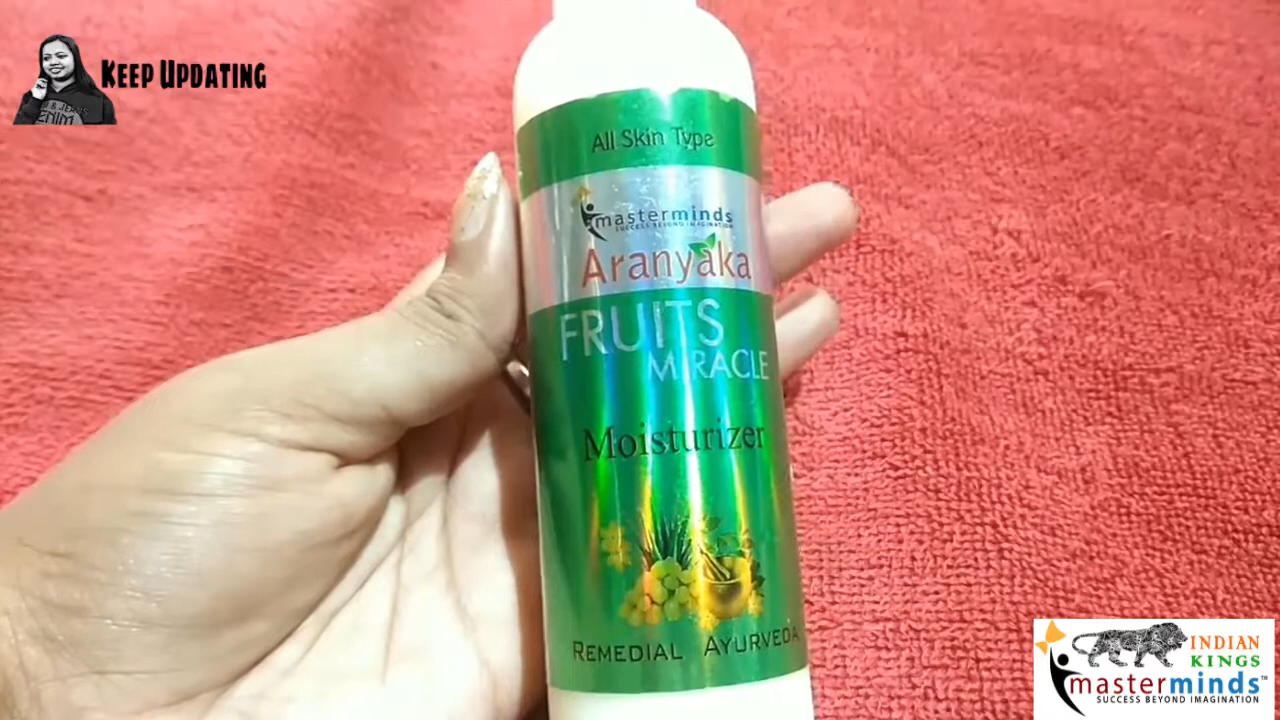 KEEP UPDATING
All Skin Type
masterminds
SUCCESS BEYOND IMAGINATION
Aranyaka
FRUITS
MIRACLE
Moisturizer
REMEDIAL AYURVEDA
INDIAN
KINGS
masterminds™
SUCCESS BEYOND IMAGINATION